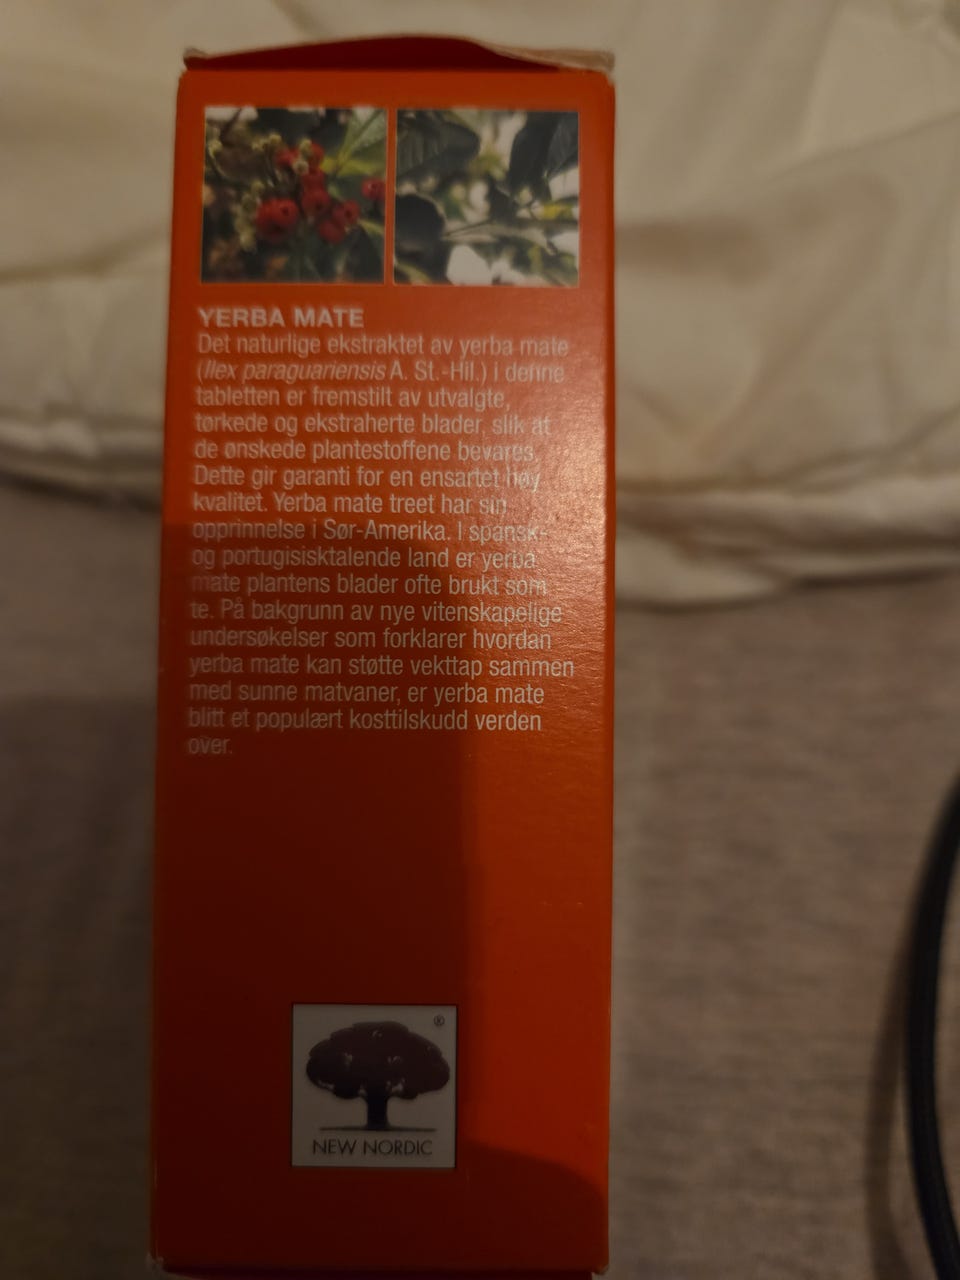 YERBA MATE
Det naturlige ekstraktet av yerba mate
(Ilex paraguariensis A. St.-Hil.) i denne
tabletten er fremstilt av utvalgte,
tørkede og ekstraherte blader, slik at
de ønskede plantestoffene bevares.
Dette gir garanti for en ensartet høy
kvalitet. Yerba mate treet har sin
opprinnelse i Sør-Amerika. I spansk-
og portugisisktalende land er yerba
mate plantens blader ofte brukt som
te. På bakgrunn av nye vitenskapelige
undersøkelser som forklarer hvordan
yerba mate kan støtte vekttap sammen
med sunne matvaner, er yerba mate
blitt et populært kosttilskudd verden
over.
®
NEW NORDIC